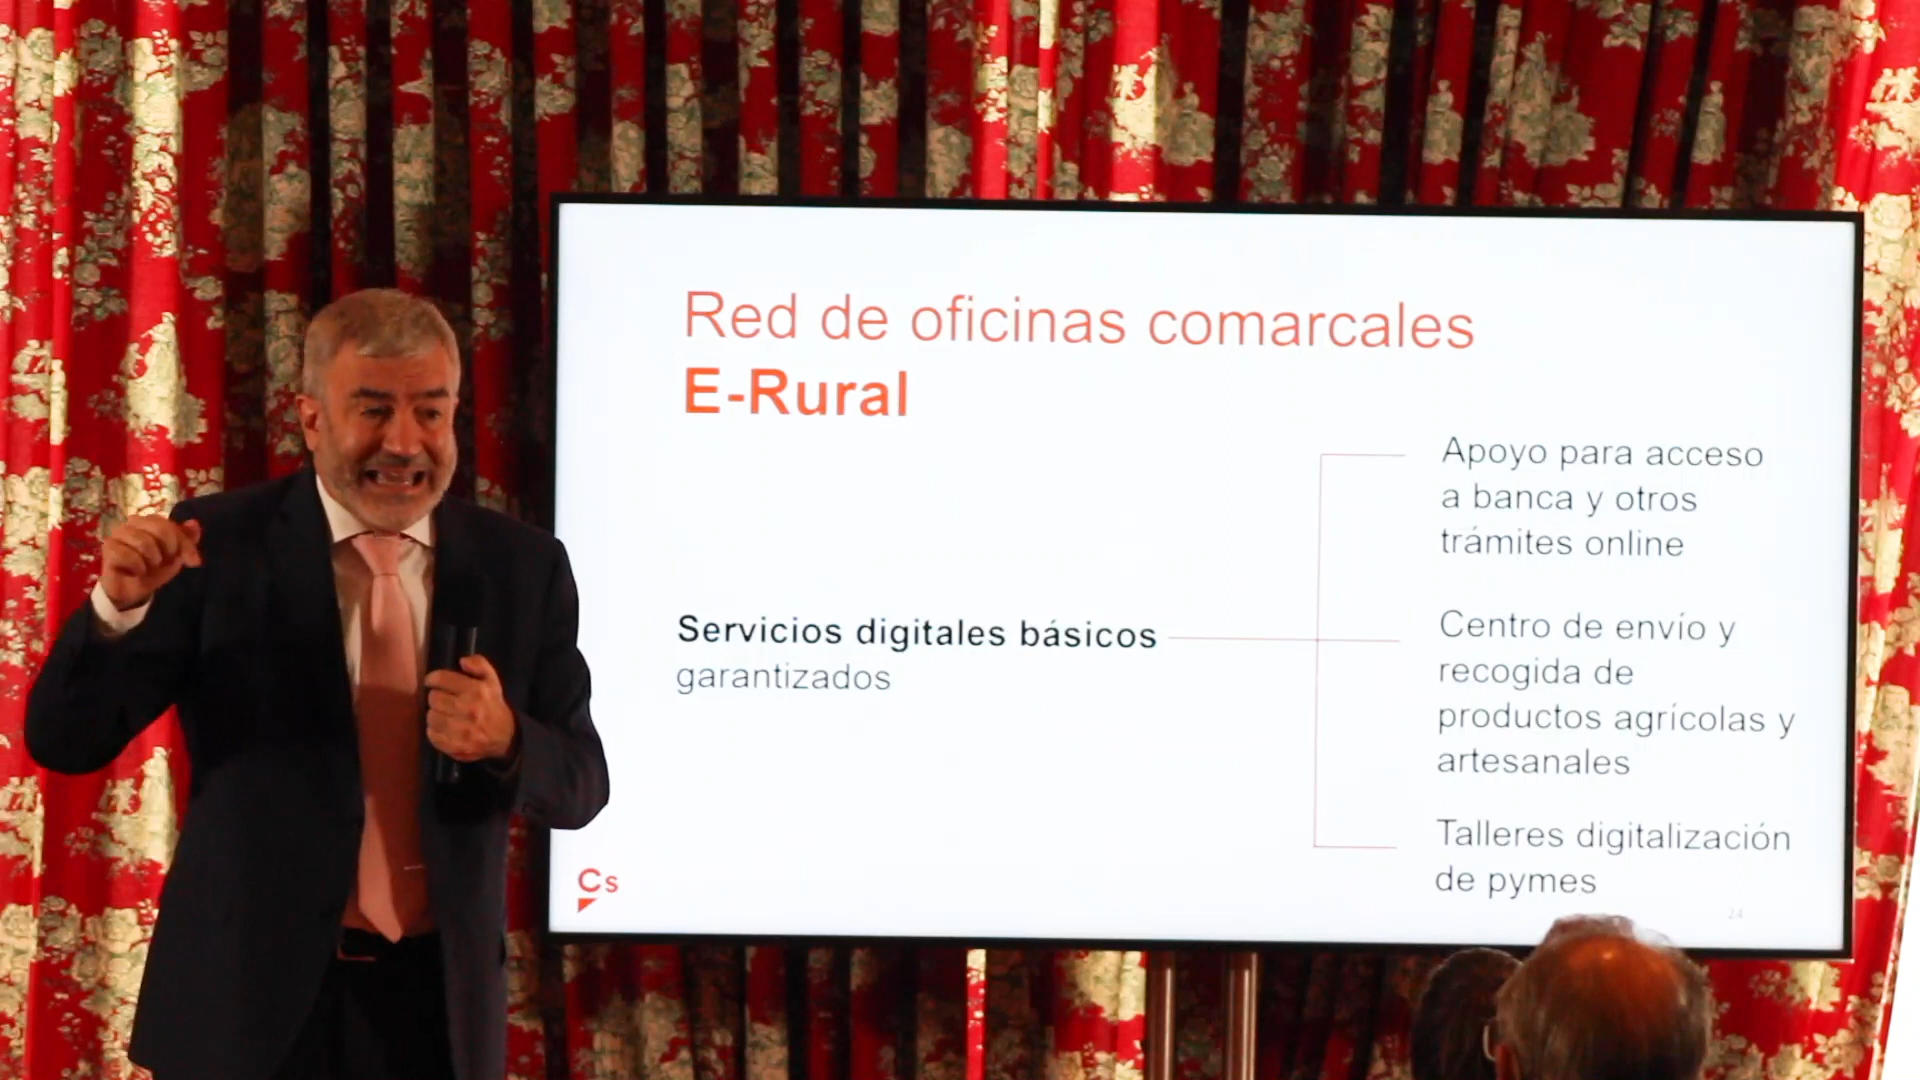 Red de oficinas comarcales
E-Rural
Servicios digitales básicos
garantizados
Apoyo para acceso
a banca y otros
trámites online
Centro de envío y
recogida de
productos agrícolas y
artesanales
Talleres digitalización
de pymes
Cs
24